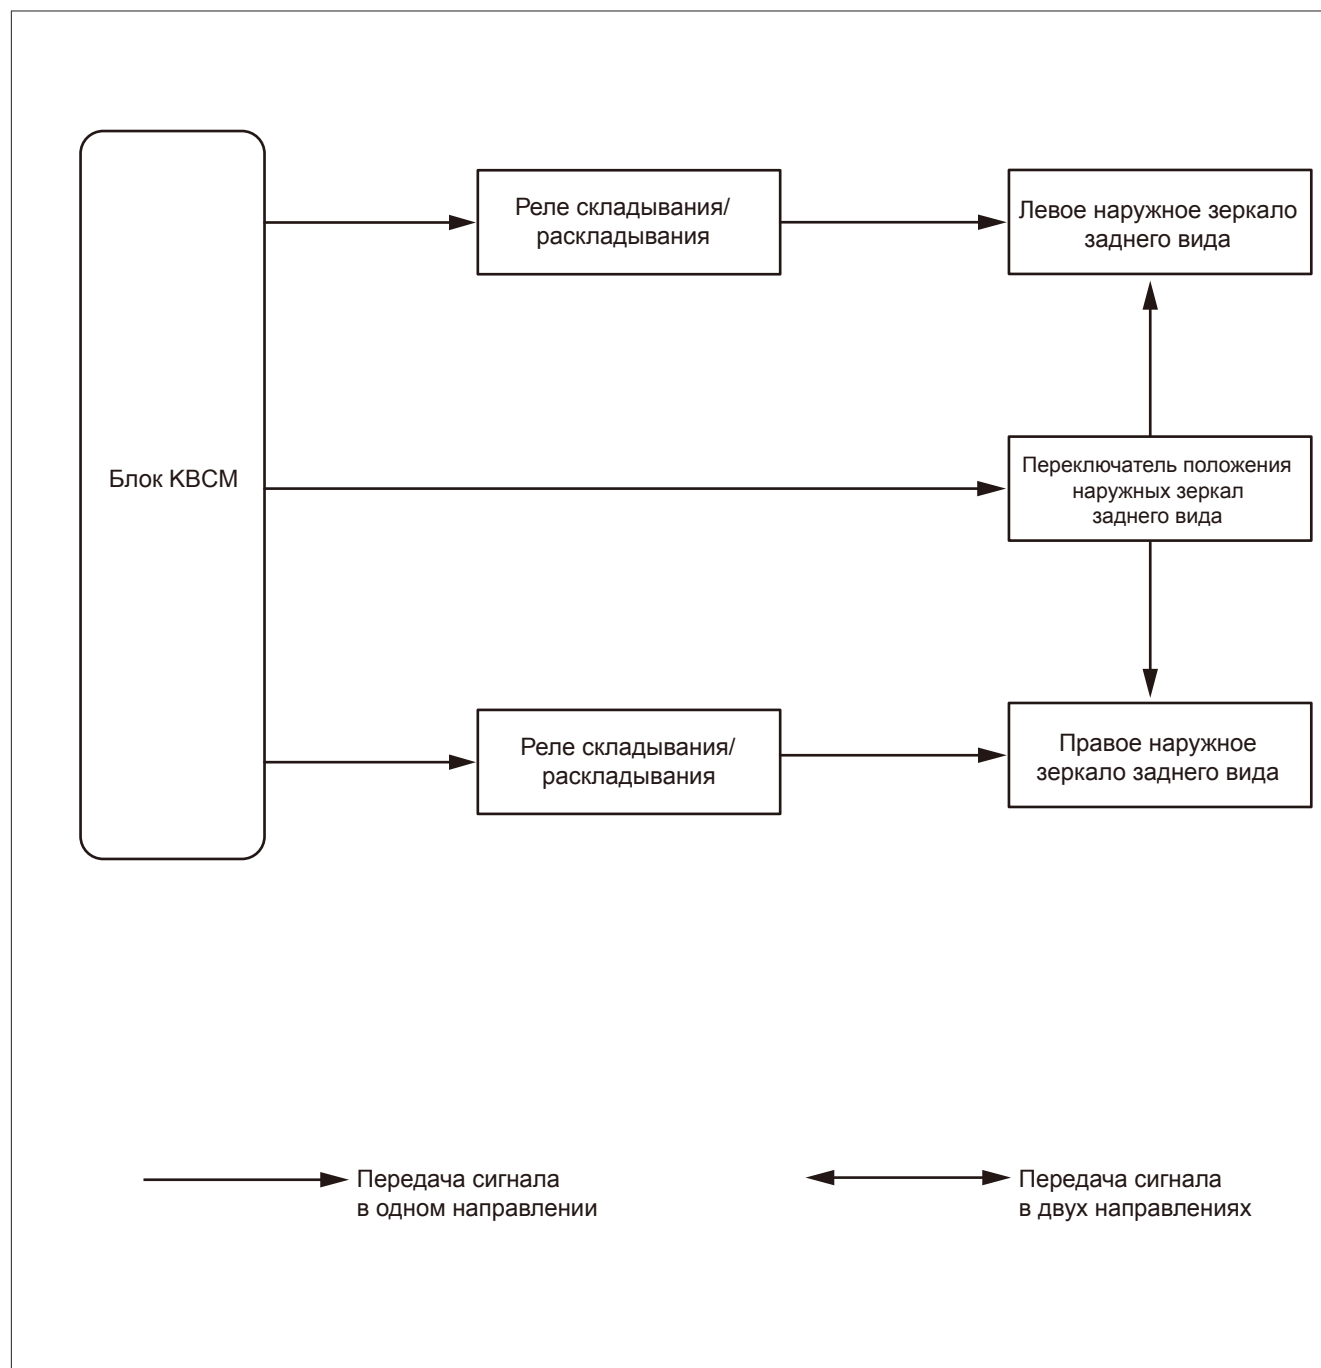 Реле складывания/
раскладывания
Левое наружное зеркало
заднего вида
Блок KBCM
Переключатель положения
наружных зеркал
заднего вида
Реле складывания/
раскладывания
Правое наружное
зеркало заднего вида
Передача сигнала
в одном направлении
Передача сигнала
в двух направлениях